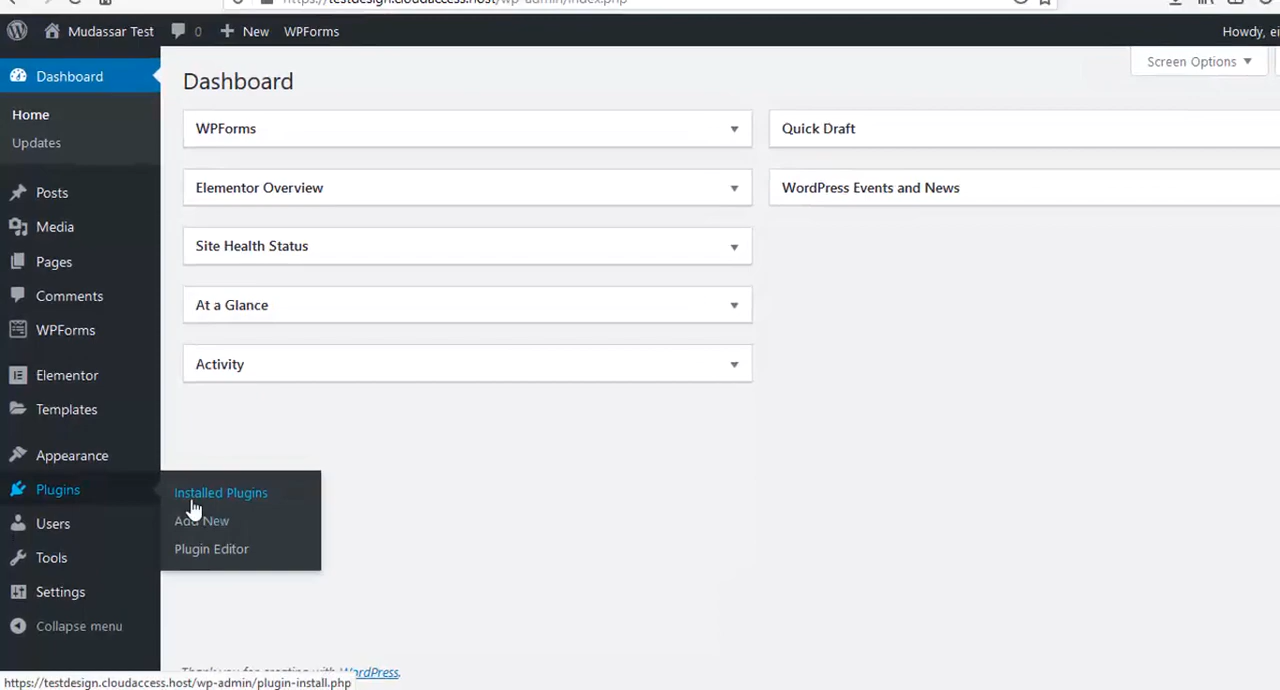 https://testdesign.cloudaccess.host/wp-admin/index.php
Mudassar Test 0 New WPForms Howdy, ei
Dashboard
Home
Updates
Posts
Media
Pages
Comments
WPForms
Elementor
Templates
Appearance
Plugins
Users
Tools
Settings
Collapse menu
Installed Plugins
Add New
Plugin Editor
Screen Options
Dashboard
WPForms
Elementor Overview
Site Health Status
At a Glance
Activity
Quick Draft
WordPress Events and News
Thank you for creating with WordPress.
https://testdesign.cloudaccess.host/wp-admin/plugin-install.php